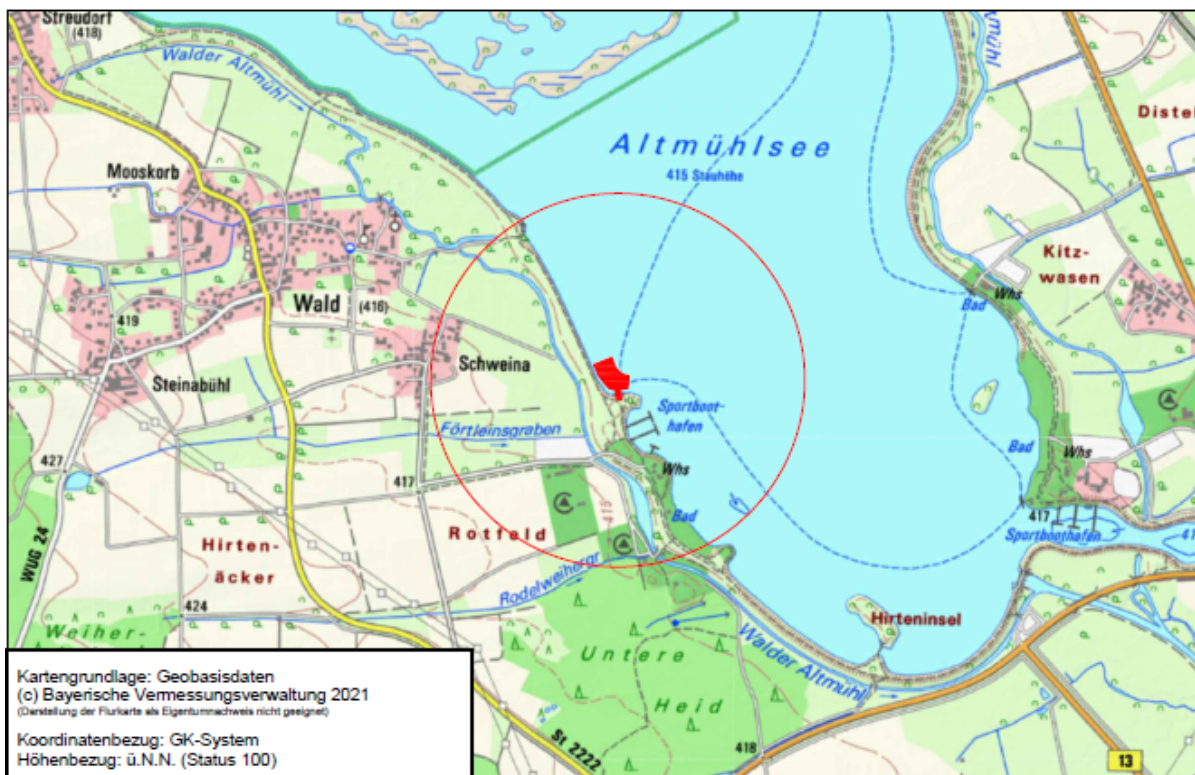 Streudorf
(418)
Walder Altmühl
Mooskorb
Altmühlsee
415 Stauhöhe
Kitz-
wasen
Bad
Whs
Wald (416)
419
Schweina
Steinabühl
Sportboot-
hafen
Förtleinsgraben
Whs
Bad
Whs
427
417
415
417
Sportboothafen
Rotfeld
Bad
WUG 24
Hirten-
äcker
Rodelweihergr
424
Hirteninsel
Weiher-
Untere
Heid
Walder Altmühl
St 2222
418
13
Kartengrundlage: Geobasisdaten
(c) Bayerische Vermessungsverwaltung 2021
(Darstellung der Flurkarte als Eigentumnachweis nicht geeignet)
Koordinatenbezug: GK-System
Höhenbezug: ü.N.N. (Status 100)